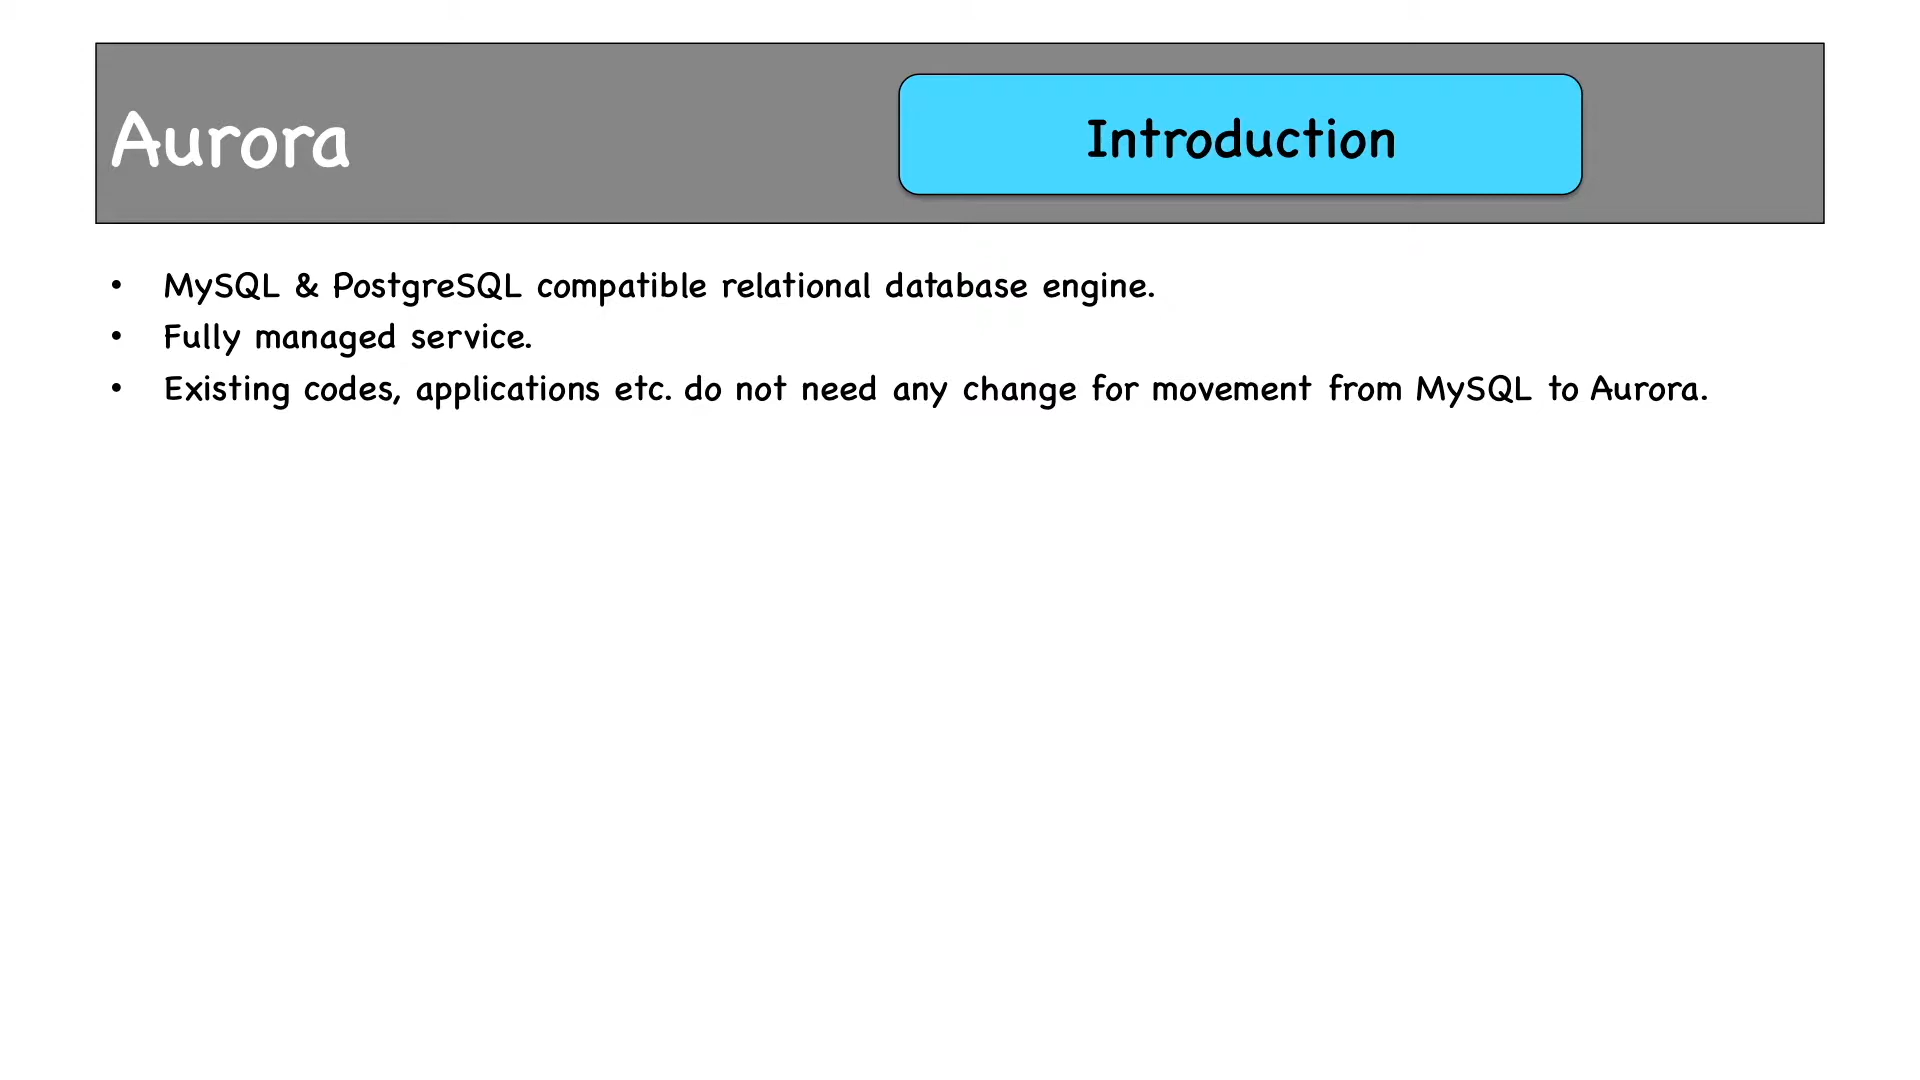 Aurora
Introduction
• MySQL & PostgreSQL compatible relational database engine.
• Fully managed service.
• Existing codes, applications etc. do not need any change for movement from MySQL to Aurora.